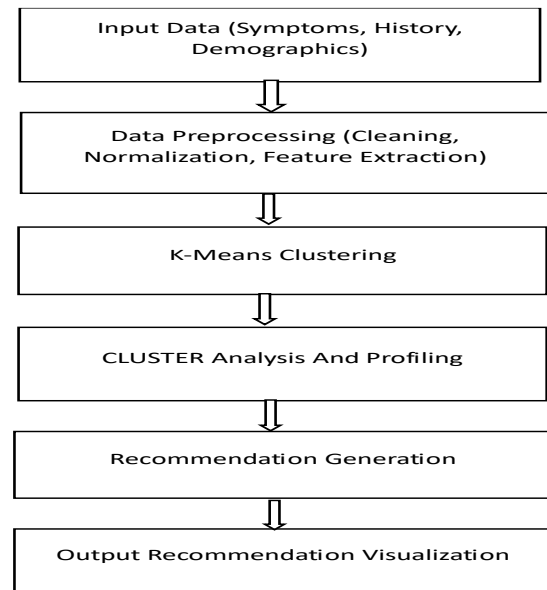 Input Data (Symptoms, History,
Demographics)
Data Preprocessing (Cleaning,
Normalization, Feature Extraction)
K-Means Clustering
CLUSTER Analysis And Profiling
Recommendation Generation
Output Recommendation Visualization